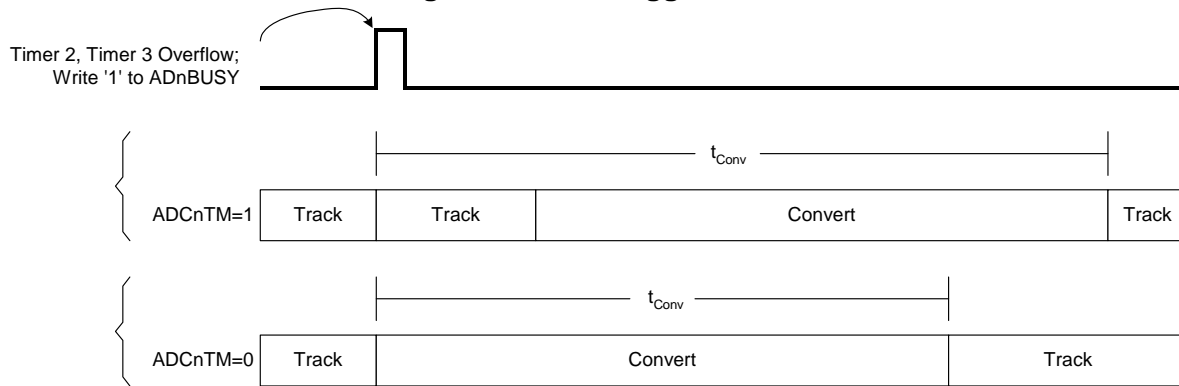 Timer 2, Timer 3 Overflow;
Write '1' to ADnBUSY
tConv
ADCnTM=1
Track
Track
Convert
Track
tConv
ADCnTM=0
Track
Convert
Track